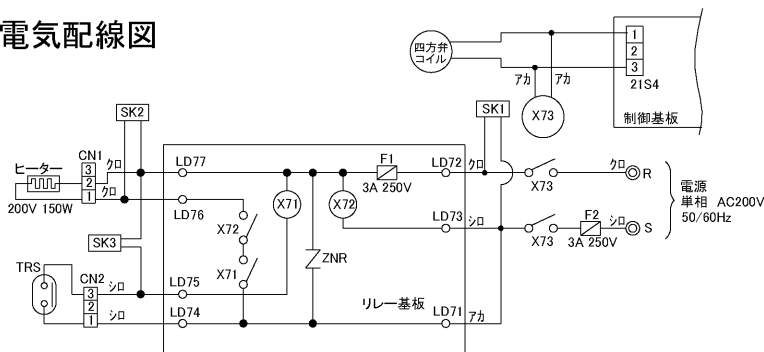 電気配線図
四方弁
コイル
1
2
3
21S4
アカ
アカ
X73
制御基板
SK2
SK1
CN1
ヒーター
3
2
1
クロ
クロ
200V 150W
LD77
LD76
F1
3A 250V
LD72
クロ
X73
クロ
R
X71
X72
LD73
シロ
X73
F2
3A 250V
シロ
S
電源
単相 AC200V
50/60Hz
X72
X71
ZNR
SK3
TRS
CN2
3
2
1
シロ
シロ
LD75
LD74
リレー基板
LD71
アカ